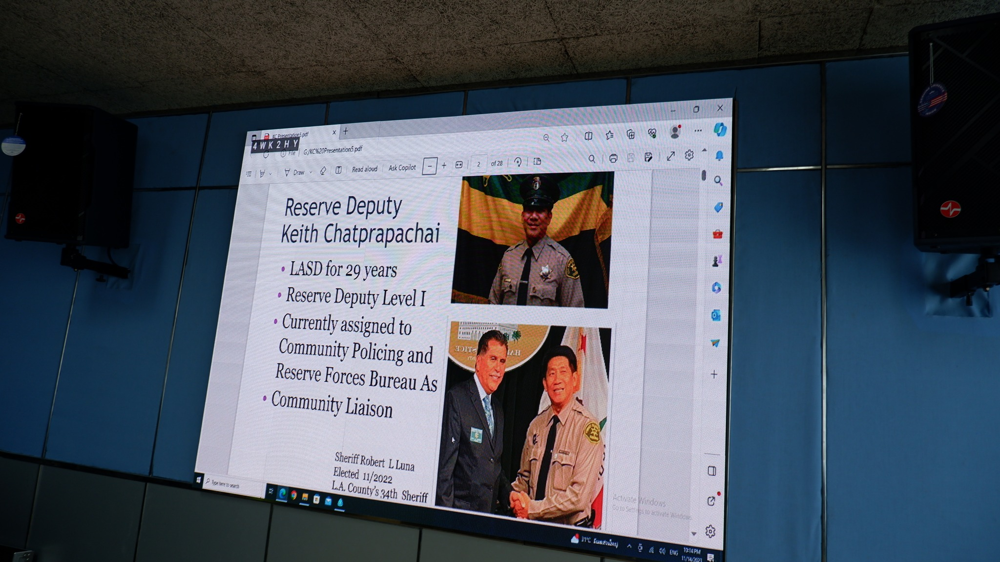 KC Presentation5.pdf
4WK2HY
File
G:/KC%20Presentation5.pdf
Draw
Read aloud
Ask Copilot
2
of 28
Reserve Deputy
Keith Chatprapachai
• LASD for 29 years
• Reserve Deputy Level I
• Currently assigned to
Community Policing and
Reserve Forces Bureau As
• Community Liaison
Sheriff Robert L Luna
Elected 11/2022
L.A. County's 34th Sheriff
Activate Windows
Go to Settings to activate Windows.
Type here to search
31°C
ENG
10:14 PM